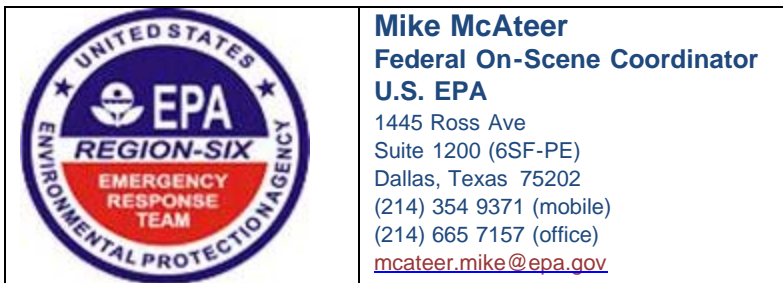 UNITED STATES
ENVIRONMENTAL PROTECTION AGENCY
EPA
REGION-SIX
EMERGENCY
RESPONSE
TEAM
Mike McAteer
Federal On-Scene Coordinator
U.S. EPA
1445 Ross Ave
Suite 1200 (6SF-PE)
Dallas, Texas 75202
(214) 354 9371 (mobile)
(214) 665 7157 (office)
mcateer.mike@epa.gov